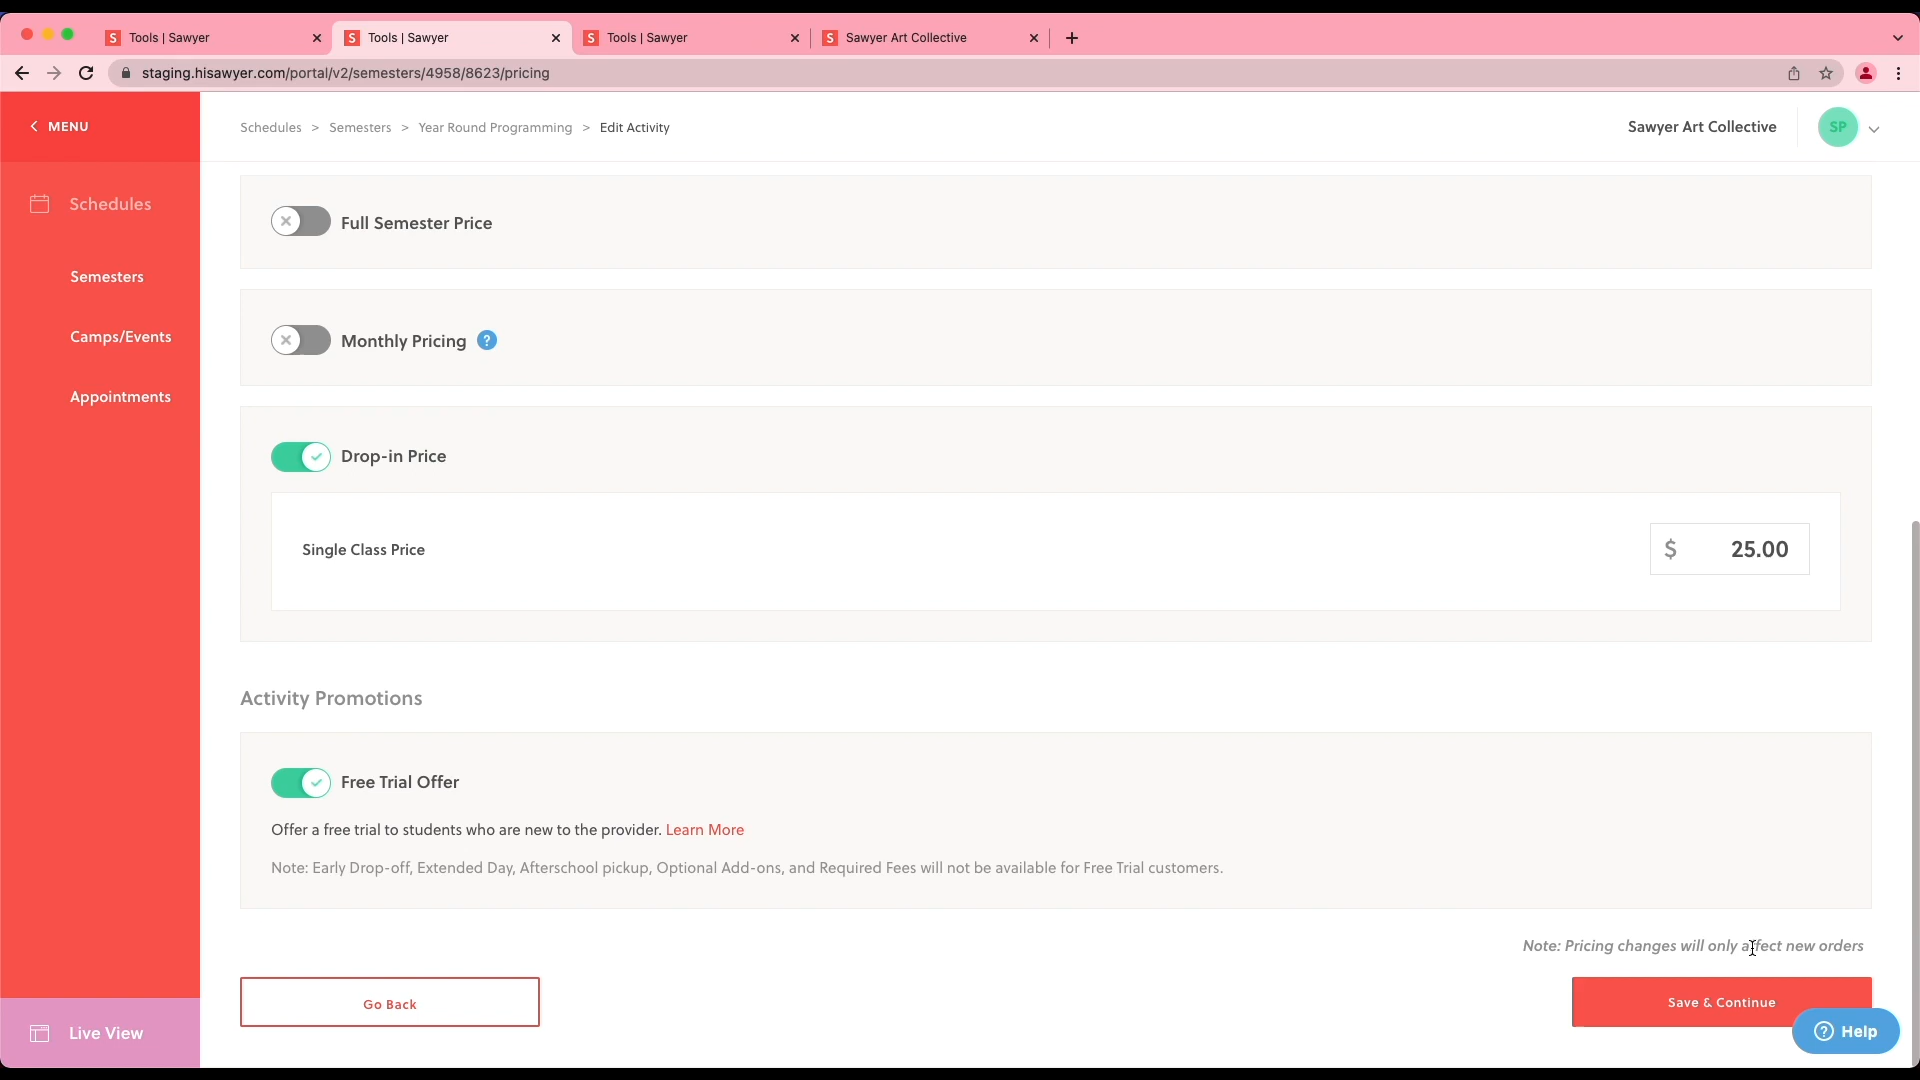 Tools | Sawyer
Tools | Sawyer
Tools | Sawyer
Sawyer Art Collective
staging.hisawyer.com/portal/v2/semesters/4958/8623/pricing
MENU
Schedules > Semesters > Year Round Programming > Edit Activity
Sawyer Art Collective
SP
Schedules
Semesters
Camps/Events
Appointments
Live View
Full Semester Price
Monthly Pricing ?
Drop-in Price
Single Class Price
$ 25.00
Activity Promotions
Free Trial Offer
Offer a free trial to students who are new to the provider. Learn More
Note: Early Drop-off, Extended Day, Afterschool pickup, Optional Add-ons, and Required Fees will not be available for Free Trial customers.
Note: Pricing changes will only affect new orders
Go Back
Save & Continue
? Help